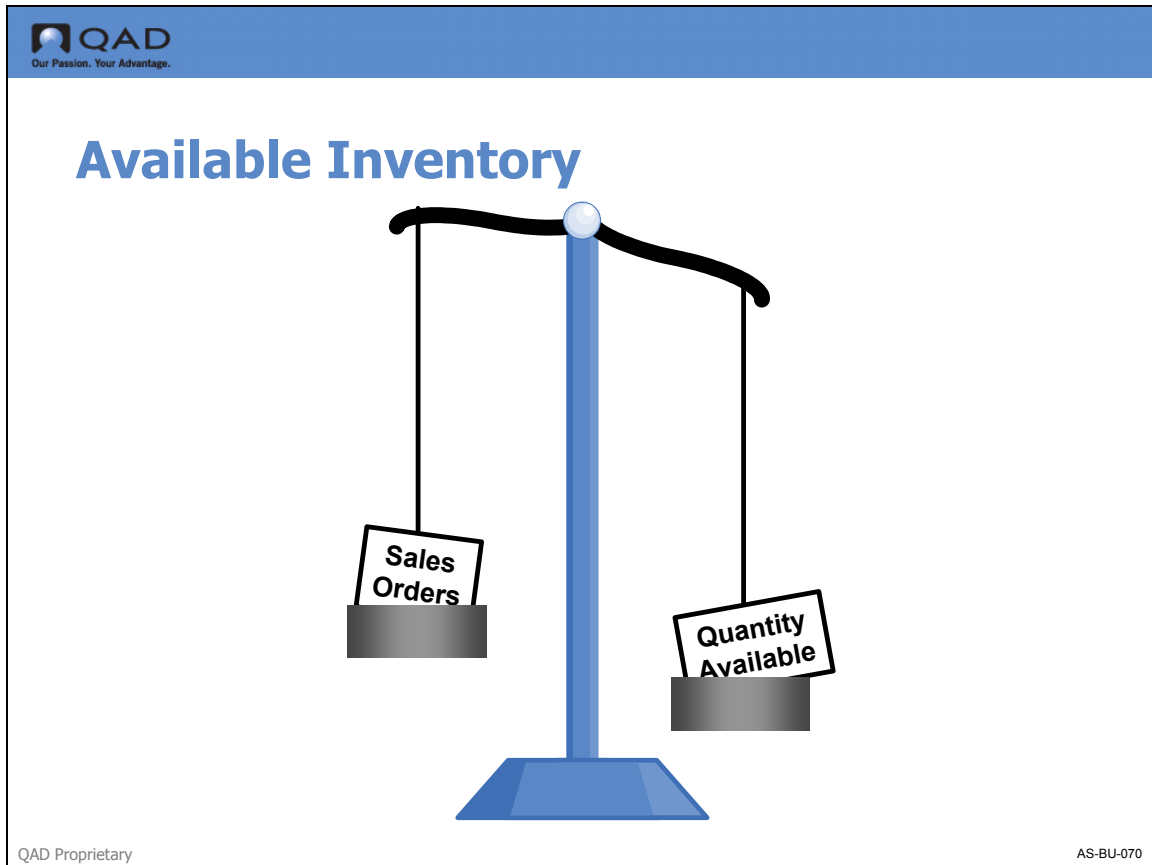 QAD
Our Passion. Your Advantage.
Available Inventory
Sales
Orders
Quantity
Available
QAD Proprietary
AS-BU-070